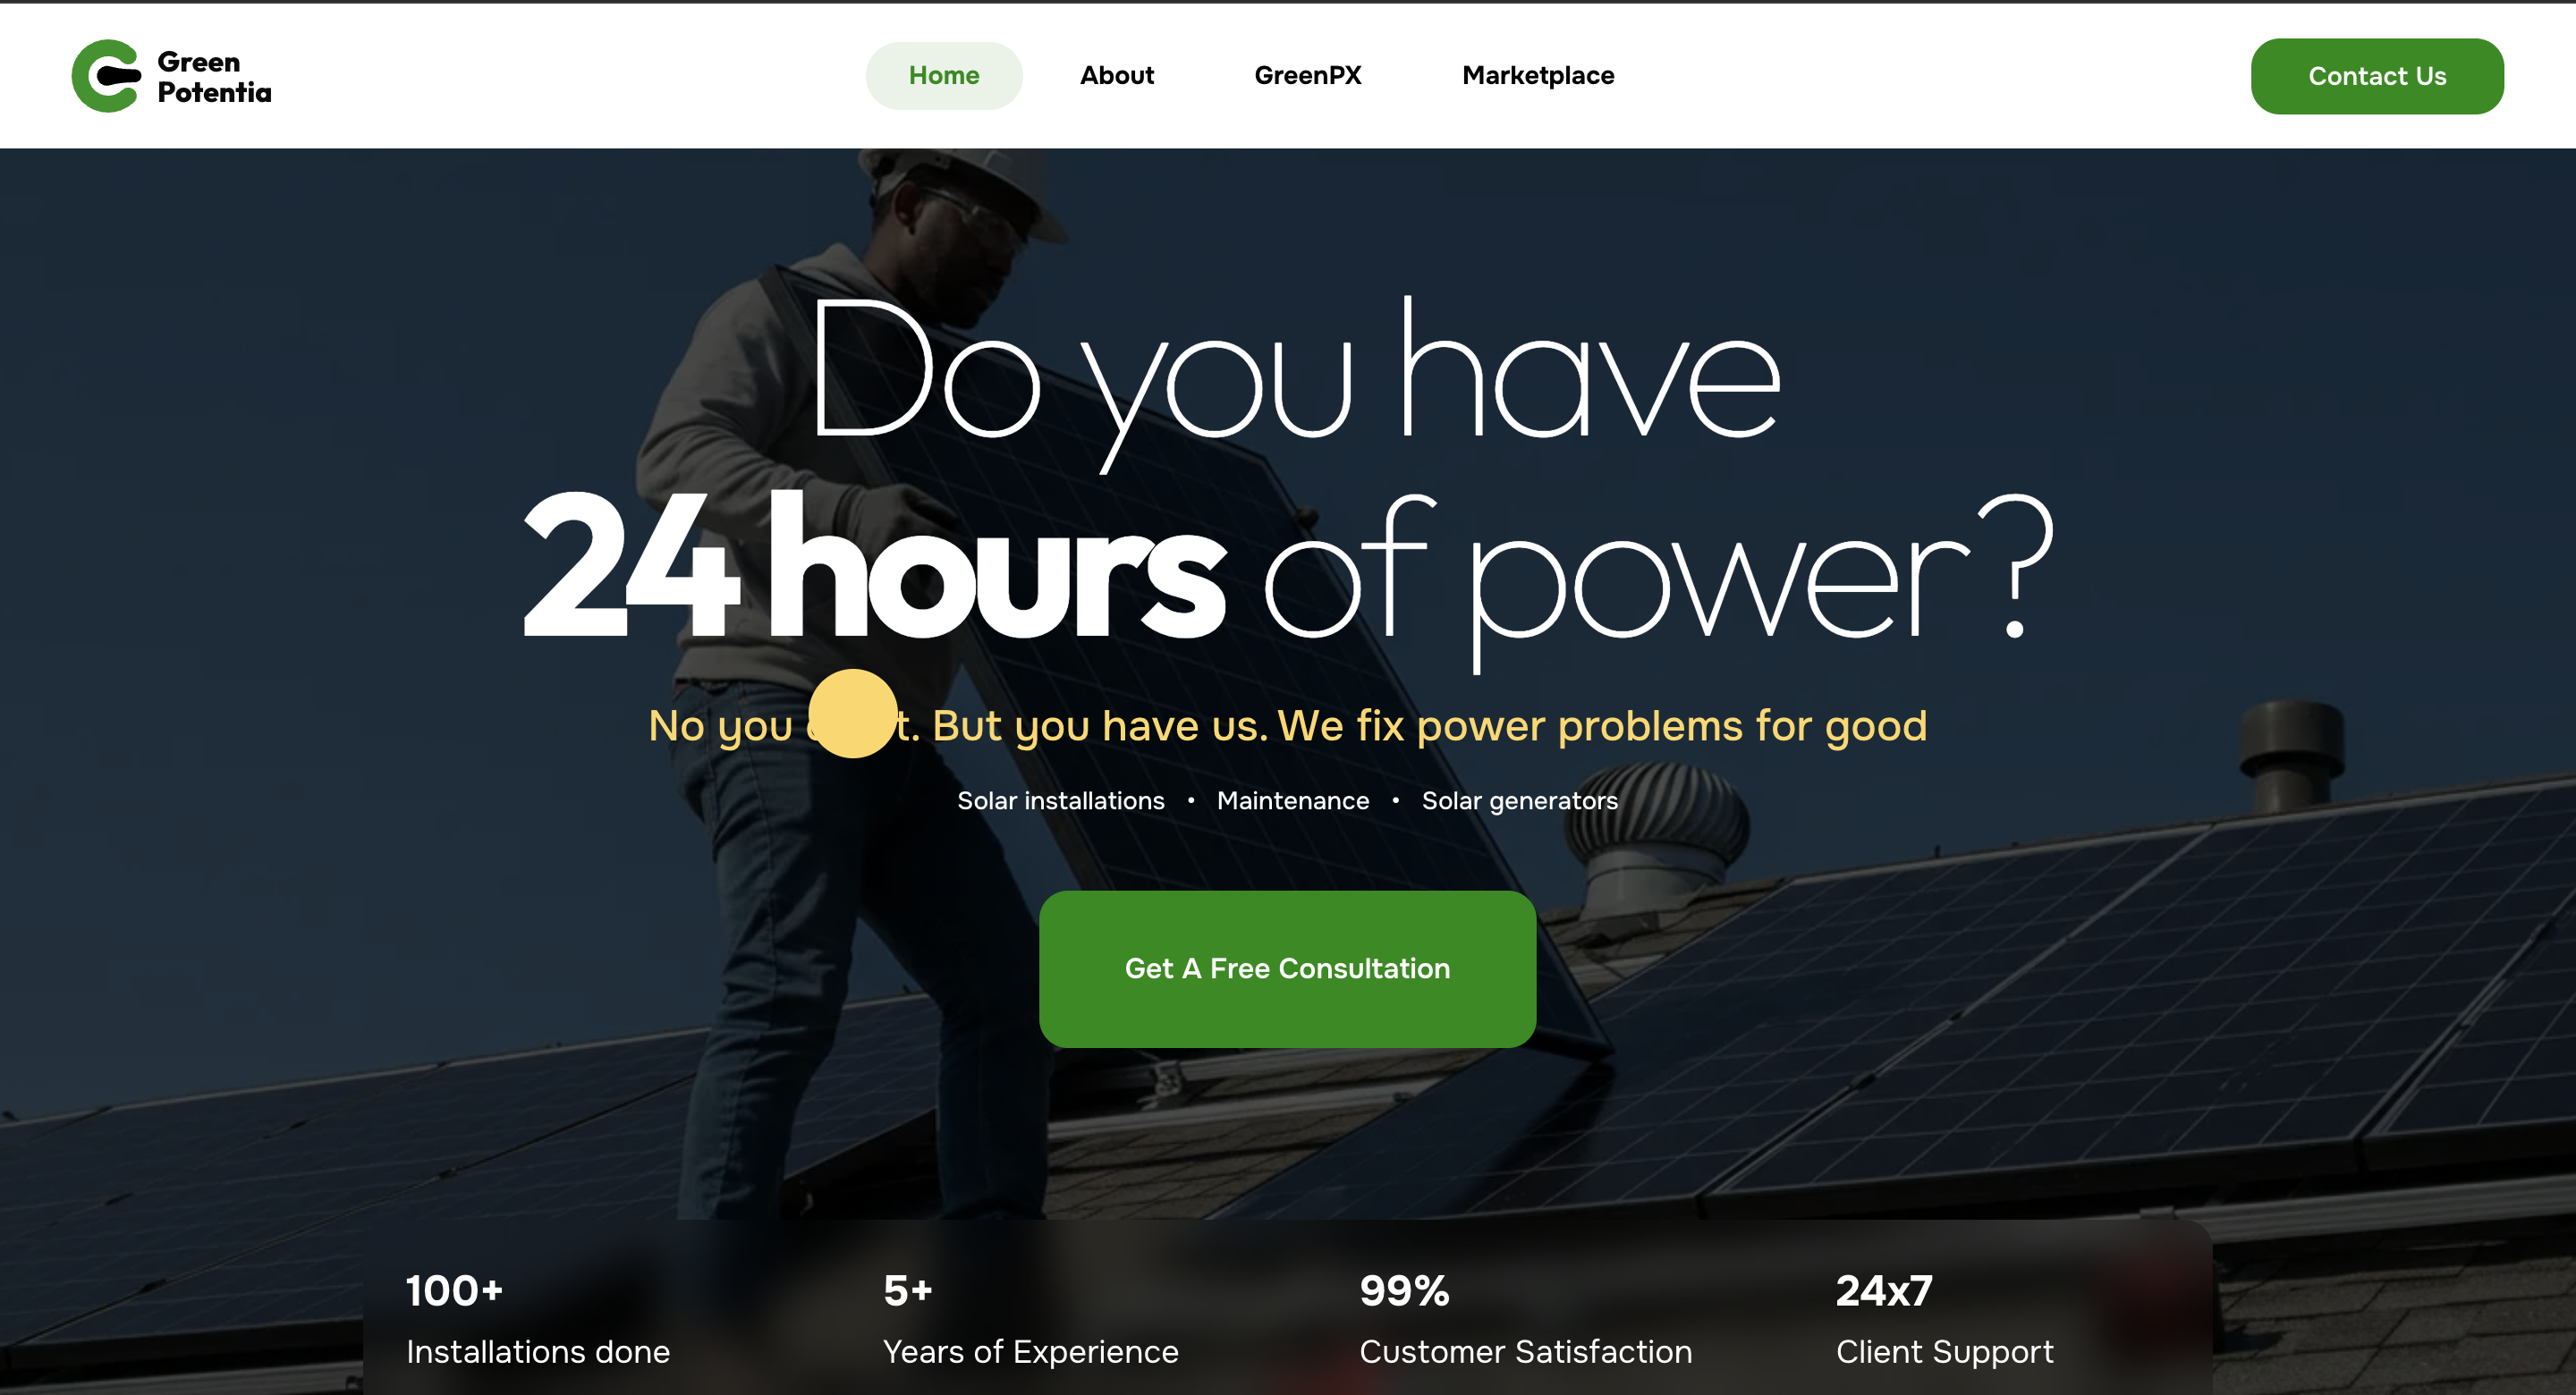 Green
Potentia
Home About GreenPX Marketplace
Contact Us
Do you have
24 hours of power?
No you t. But you have us. We fix power problems for good
Solar installations • Maintenance • Solar generators
Get A Free Consultation
100+ 5+ 99% 24x7
Installations done Years of Experience Customer Satisfaction Client Support